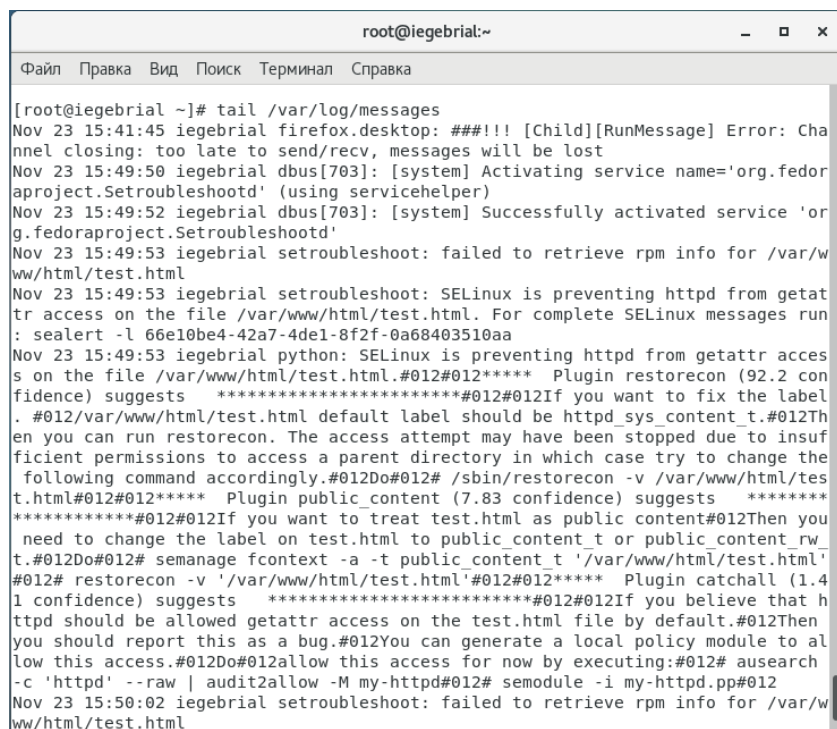 root@iegebrial:~
Файл Правка Вид Поиск Терминал Справка
[root@iegebrial ~]# tail /var/log/messages
Nov 23 15:41:45 iegebrial firefox.desktop: ###!!! [Child][RunMessage] Error: Cha
nnel closing: too late to send/recv, messages will be lost
Nov 23 15:49:50 iegebrial dbus[703]: [system] Activating service name='org.fedor
aproject.Setroubleshootd' (using servicehelper)
Nov 23 15:49:52 iegebrial dbus[703]: [system] Successfully activated service 'or
g.fedoraproject.Setroubleshootd'
Nov 23 15:49:53 iegebrial setroubleshoot: failed to retrieve rpm info for /var/w
ww/html/test.html
Nov 23 15:49:53 iegebrial setroubleshoot: SELinux is preventing httpd from getat
tr access on the file /var/www/html/test.html. For complete SELinux messages run
: sealert -l 66e10be4-42a7-4de1-8f2f-0a68403510aa
Nov 23 15:49:53 iegebrial python: SELinux is preventing httpd from getattr acces
s on the file /var/www/html/test.html.#012#012*****  Plugin restorecon (92.2 con
fidence) suggests   ************************#012#012If you want to fix the label
. #012/var/www/html/test.html default label should be httpd_sys_content_t.#012Th
en you can run restorecon. The access attempt may have been stopped due to insuf
ficient permissions to access a parent directory in which case try to change the
 following command accordingly.#012Do#012# /sbin/restorecon -v /var/www/html/tes
t.html#012#012*****  Plugin public_content (7.83 confidence) suggests   ********
************#012#012If you want to treat test.html as public content#012Then you
 need to change the label on test.html to public_content_t or public_content_rw_
t.#012Do#012# semanage fcontext -a -t public_content_t '/var/www/html/test.html'
#012# restorecon -v '/var/www/html/test.html'#012#012*****  Plugin catchall (1.4
1 confidence) suggests   **************************#012#012If you believe that h
ttpd should be allowed getattr access on the test.html file by default.#012Then
you should report this as a bug.#012You can generate a local policy module to al
low this access.#012Do#012allow this access for now by executing:#012# ausearch
-c 'httpd' --raw | audit2allow -M my-httpd#012# semodule -i my-httpd.pp#012
Nov 23 15:50:02 iegebrial setroubleshoot: failed to retrieve rpm info for /var/w
ww/html/test.html